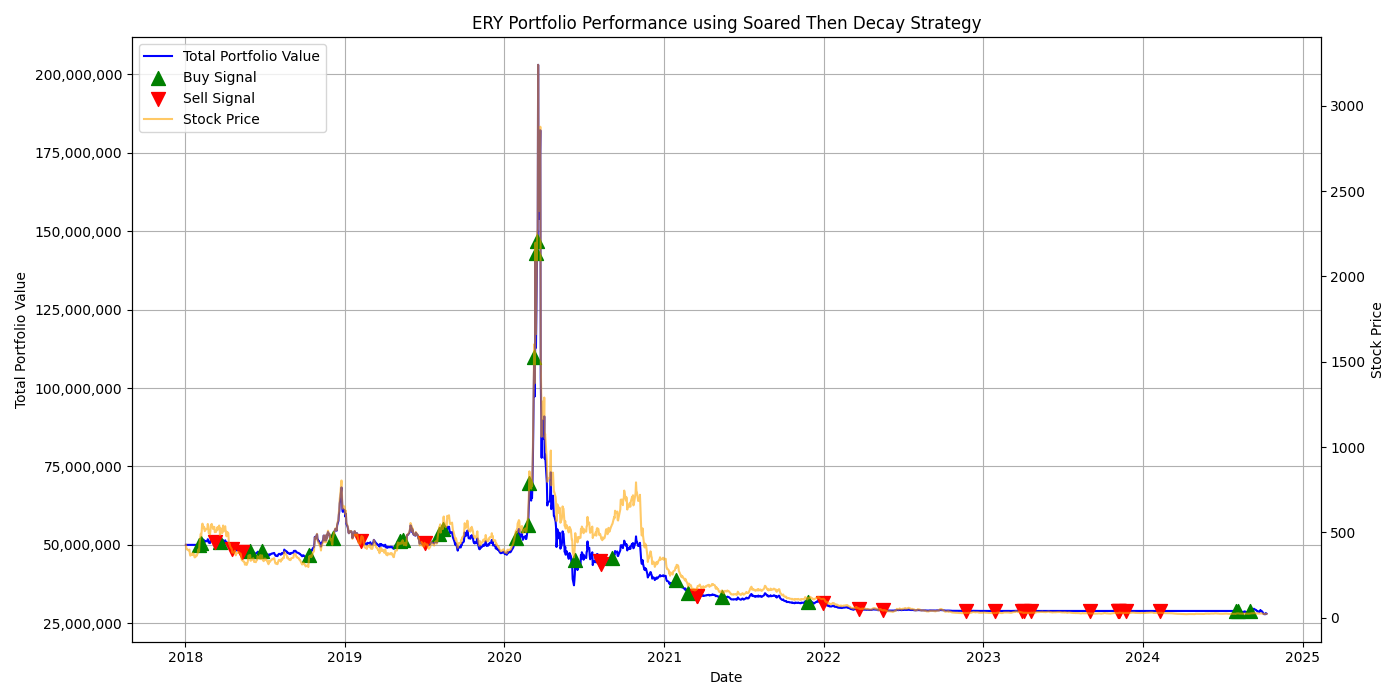 ERY Portfolio Performance using Soared Then Decay Strategy
Total Portfolio Value
Buy Signal
Sell Signal
Stock Price
200,000,000
175,000,000
150,000,000
125,000,000
100,000,000
75,000,000
50,000,000
25,000,000
Total Portfolio Value
3000
2500
2000
1500
1000
500
0
Stock Price
2018 2019 2020 2021 2022 2023 2024 2025
Date